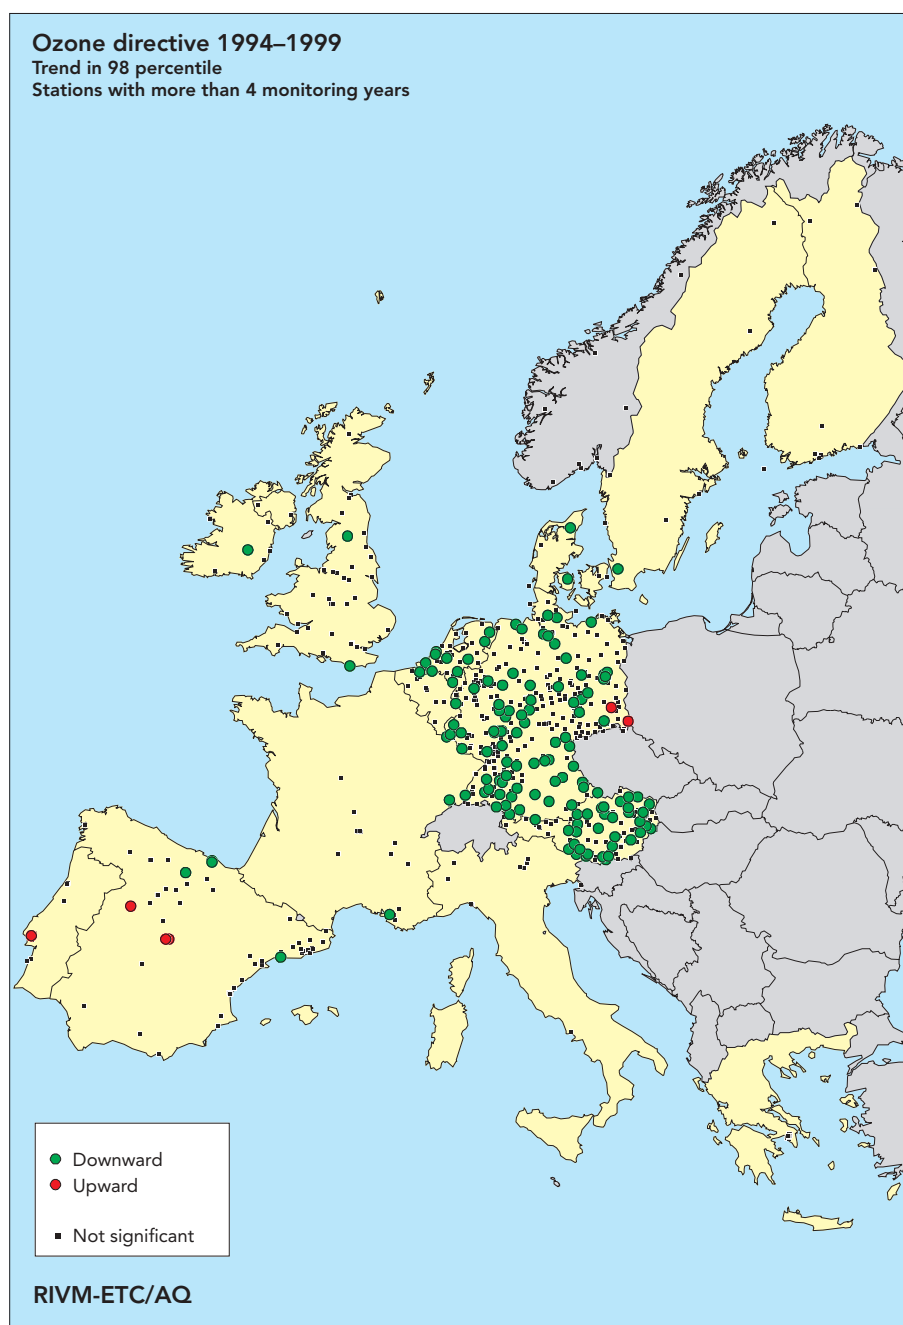 Ozone directive 1994–1999
Trend in 98 percentile
Stations with more than 4 monitoring years
Downward
Upward
Not significant
RIVM-ETC/AQ